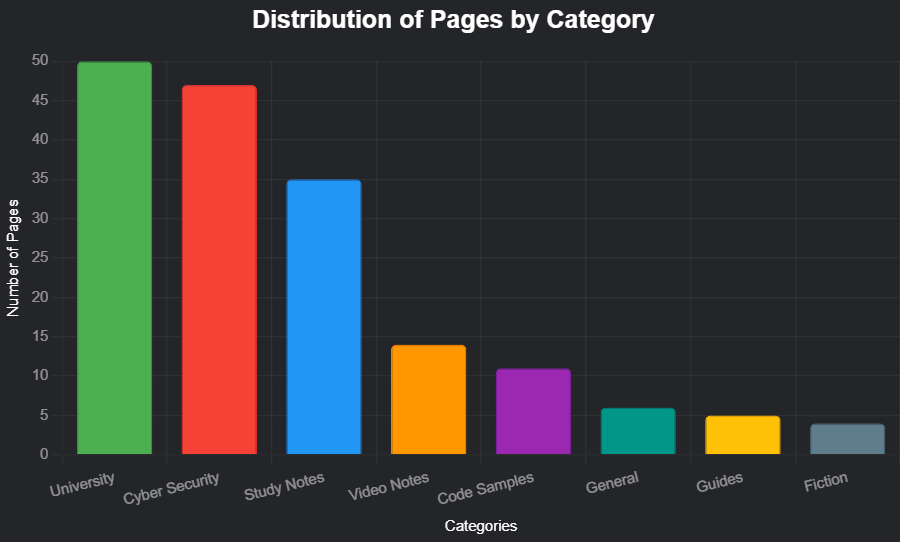 Distribution of Pages by Category
50
45
40
35
30
25
20
15
10
5
0
Number of Pages
University
Cyber Security
Study Notes
Video Notes
Code Samples
General
Guides
Fiction
Categories